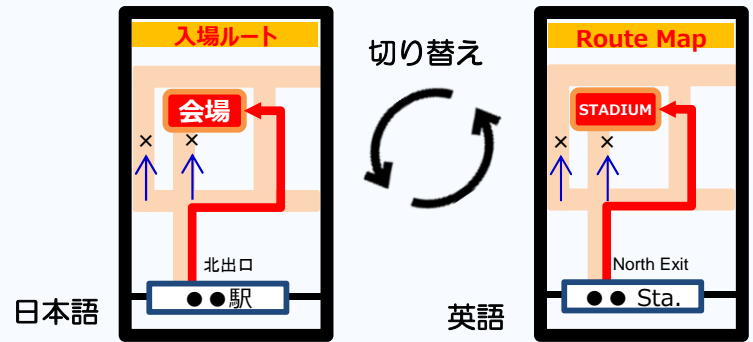 入場ルート
会場
× ×
北出口
●●駅
日本語
切り替え
Route Map
STADIUM
× ×
North Exit
●● Sta.
英語